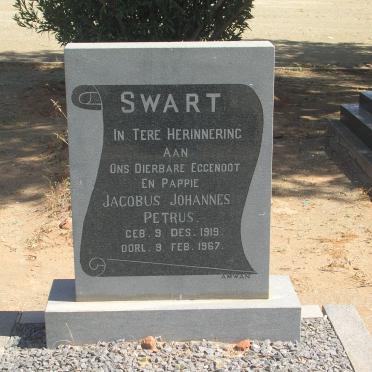 SWART
IN TERE HERINNERING
AAN
ONS DIERBARE EGGENOOT
EN PAPPIE
JACOBUS JOHANNES
PETRUS.
GEB. 9 DES. 1919.
OORL. 9 FEB. 1967.
AMWAN